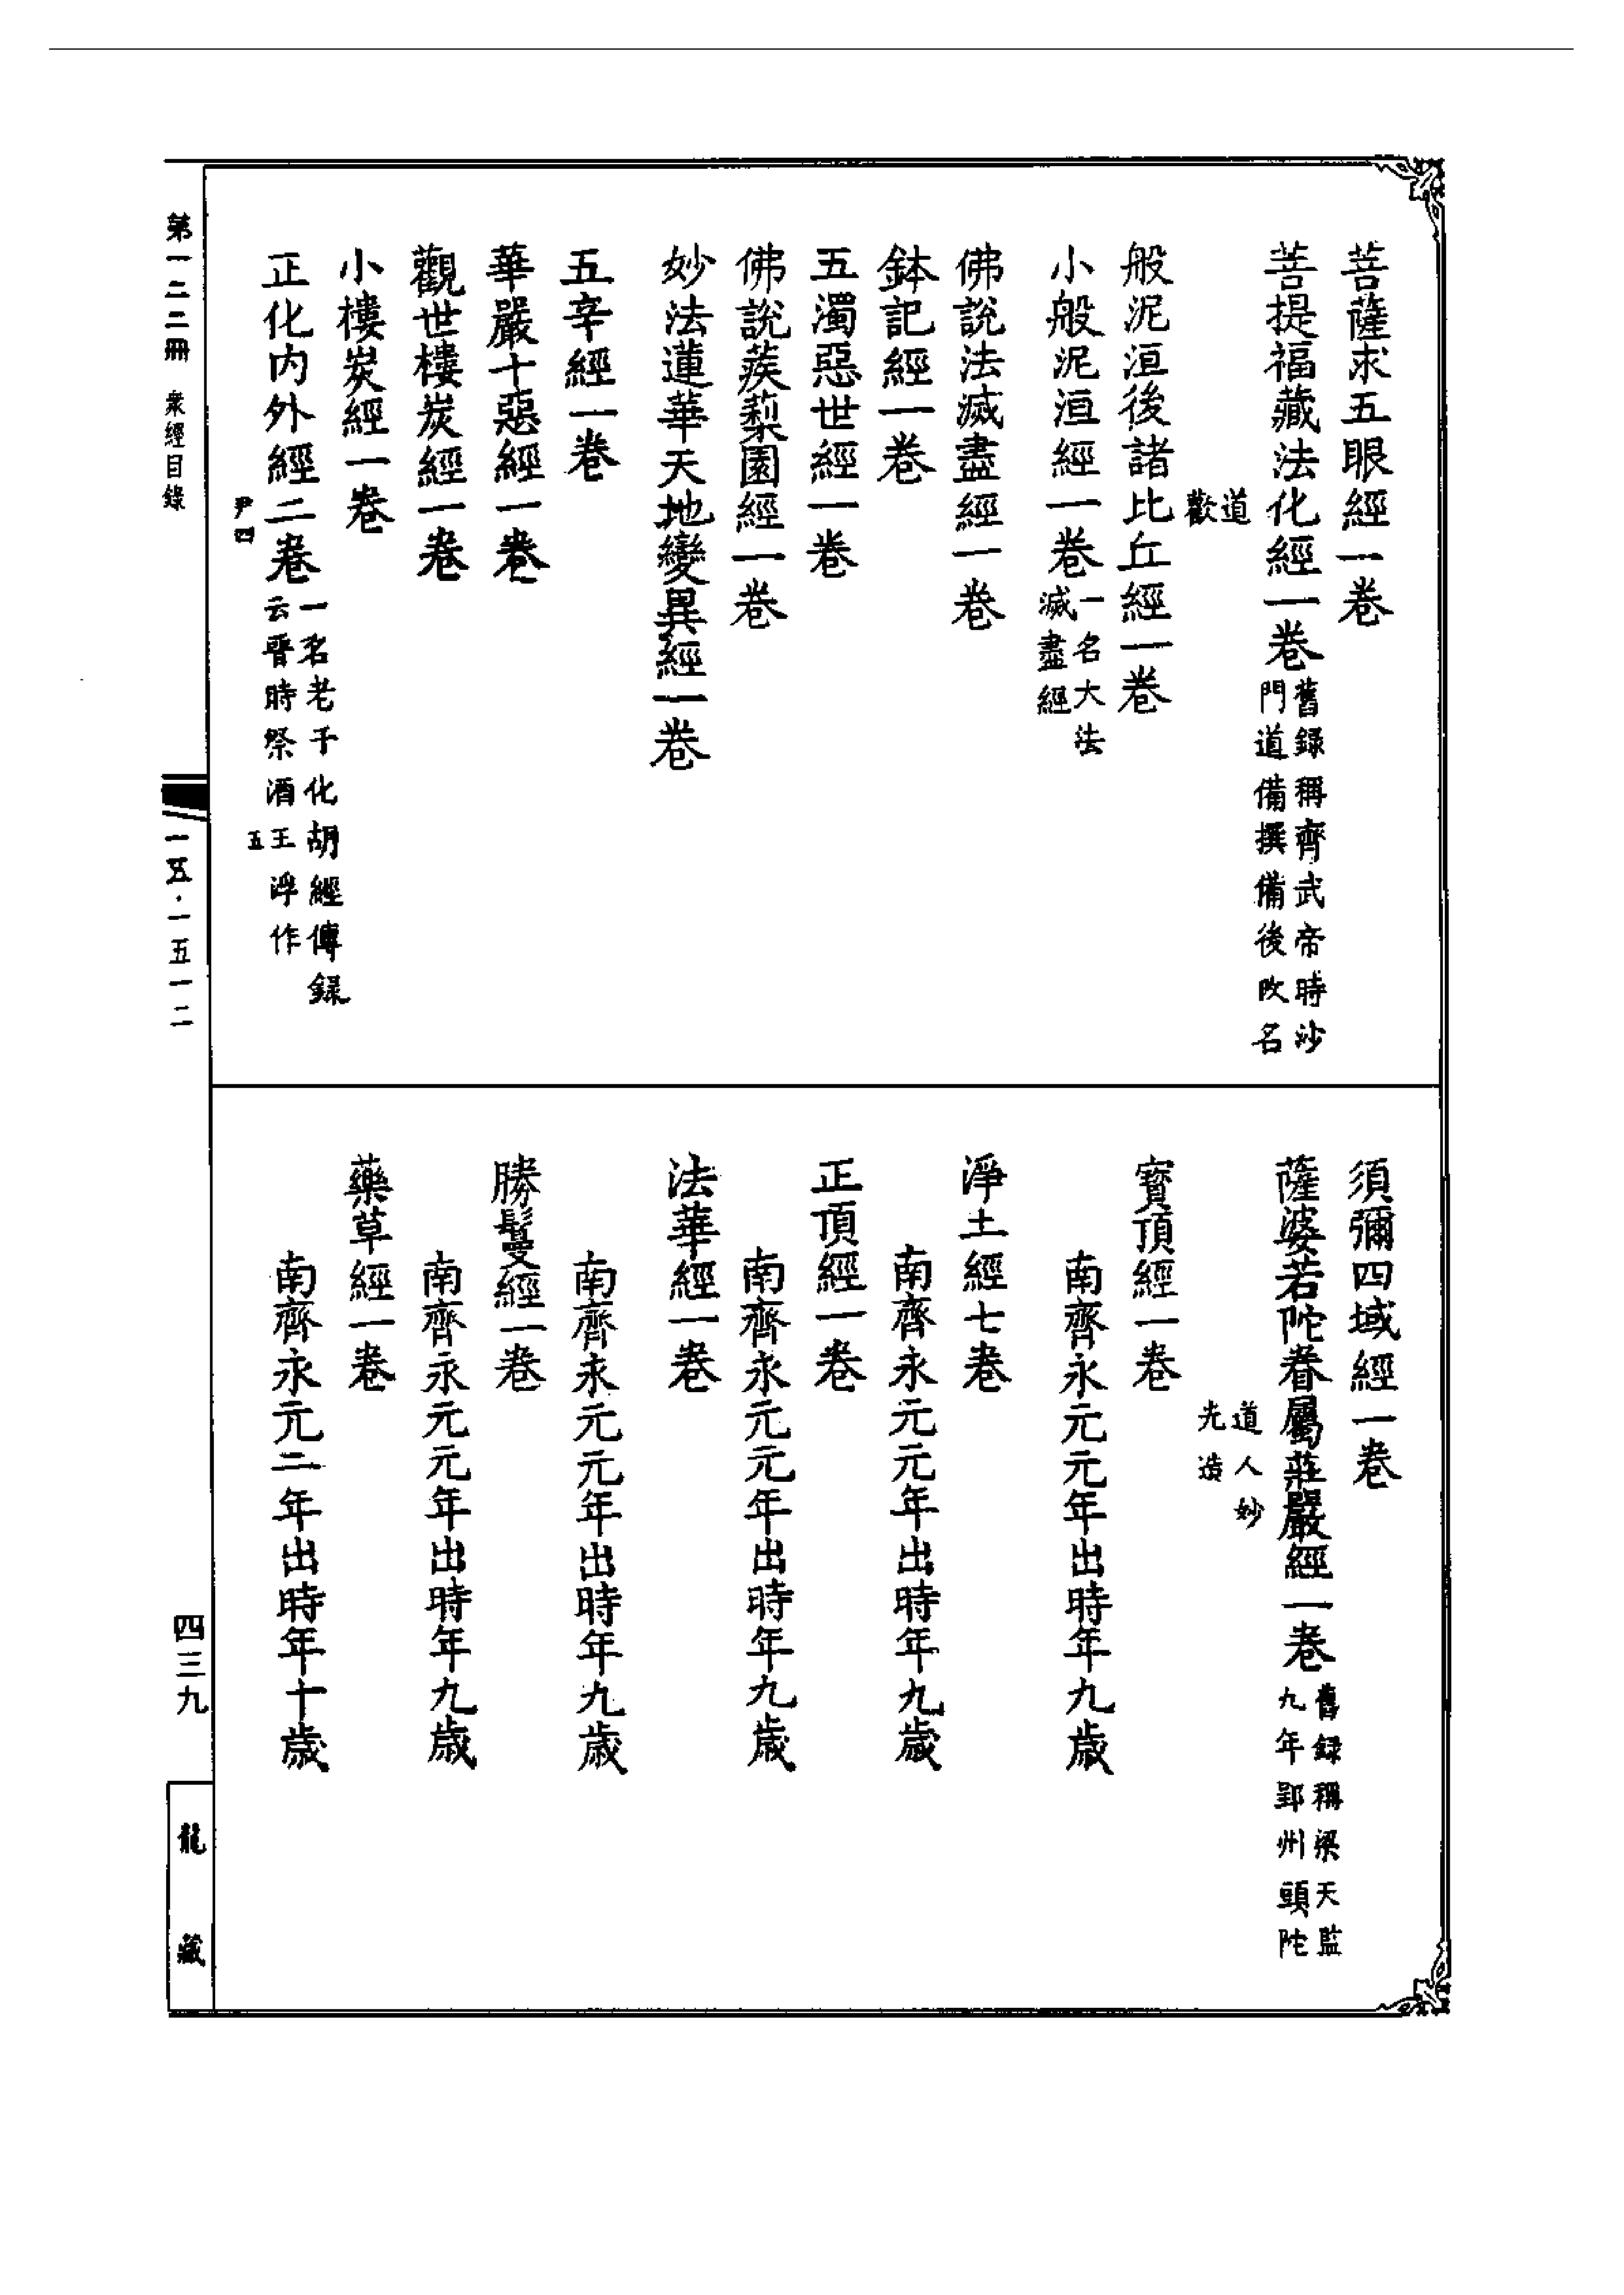 菩薩求五眼經一卷
菩提福藏法化經一卷舊錄稱齊武帝時沙門道備撰備後改名
道歡
般泥洹後諸比丘經一卷
小般泥洹經一卷一名大法滅盡經
佛說法滅盡經一卷
鉢記經一卷
五濁惡世經一卷
佛說蒺蔾園經一卷
妙法蓮華天地變異經一卷
五辛經一卷
華嚴十惡經一卷
觀世樓炭經一卷
小樓炭經一卷
正化內外經二卷一名老子化胡經傳錄云晉時祭酒王浮作
尹四
五
須彌四域經一卷
薩婆若陀眷屬莊嚴經一卷舊錄稱梁天監九年郢州頭陀
道人妙光造
寶頂經一卷
南齊永元元年出時年九歲
淨土經七卷
南齊永元元年出時年九歲
正頂經一卷
南齊永元元年出時年九歲
法華經一卷
南齊永元元年出時年九歲
勝鬘經一卷
南齊永元元年出時年九歲
藥草經一卷
南齊永元二年出時年十歲
第一二二冊 衆經目錄
一五·一五一二
四三九
龍藏